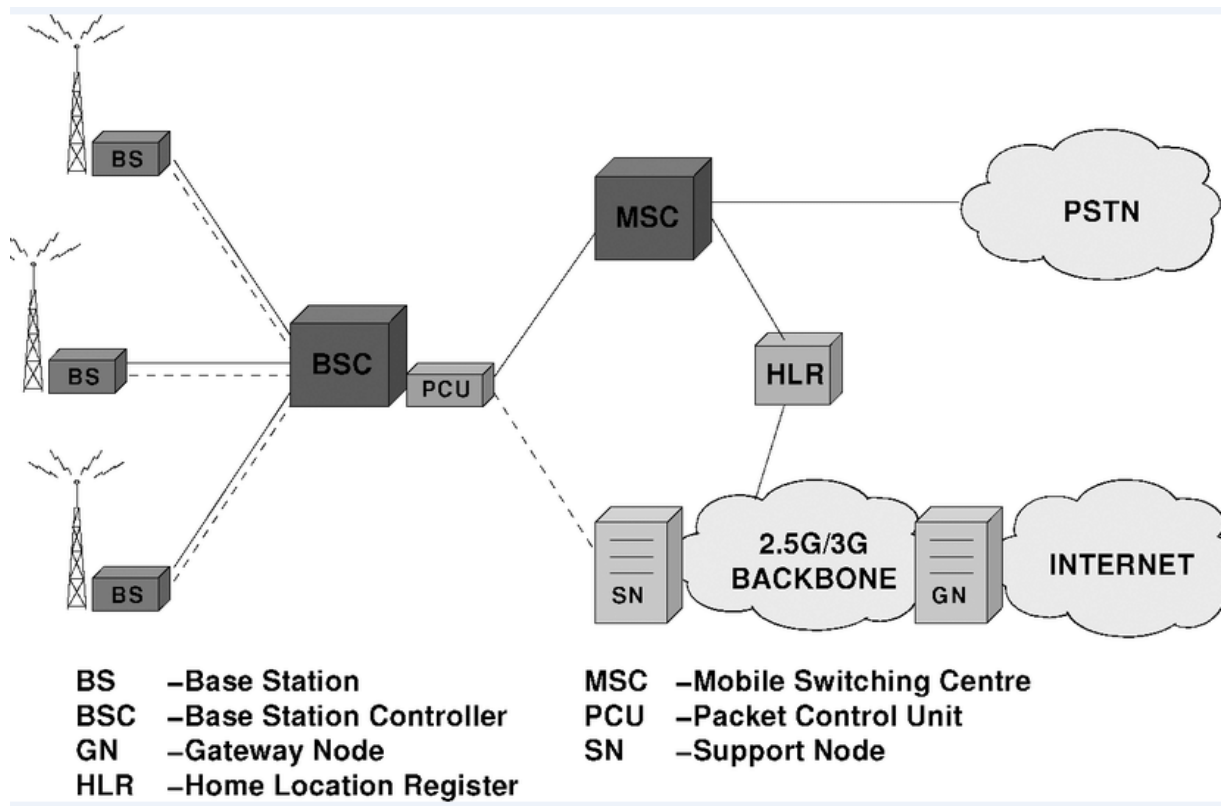 BS
MSC
PSTN
BS
BSC
PCU
HLR
BS
SN
2.5G/3G
BACKBONE
GN
INTERNET
BS –Base Station
BSC –Base Station Controller
GN –Gateway Node
HLR –Home Location Register
MSC –Mobile Switching Centre
PCU –Packet Control Unit
SN –Support Node